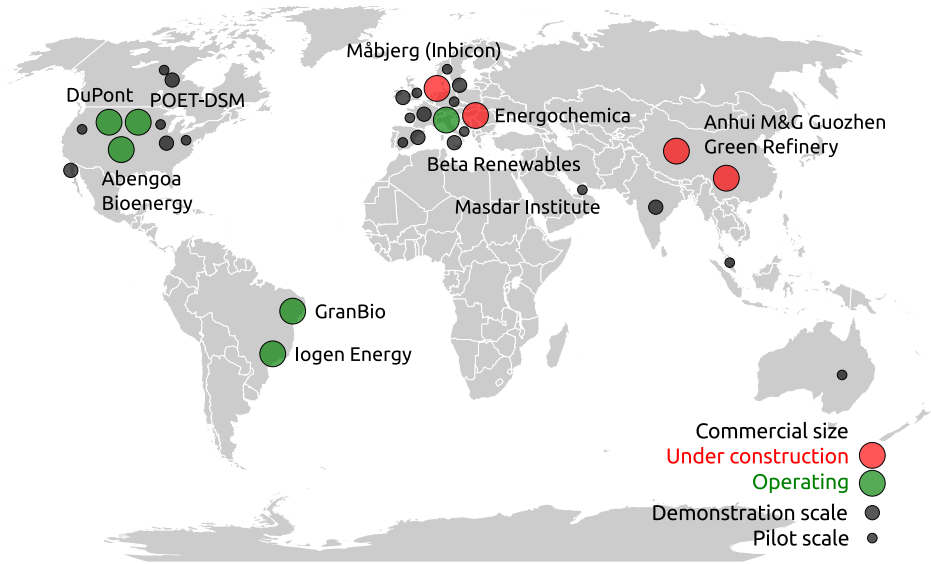 Måbjerg (Inbicon)
DuPont
POET-DSM
Energochemica
Anhui M&G Guozhen
Green Refinery
Beta Renewables
Abengoa
Bioenergy
Masdar Institute
GranBio
Iogen Energy
Commercial size
Under construction
Operating
Demonstration scale
Pilot scale